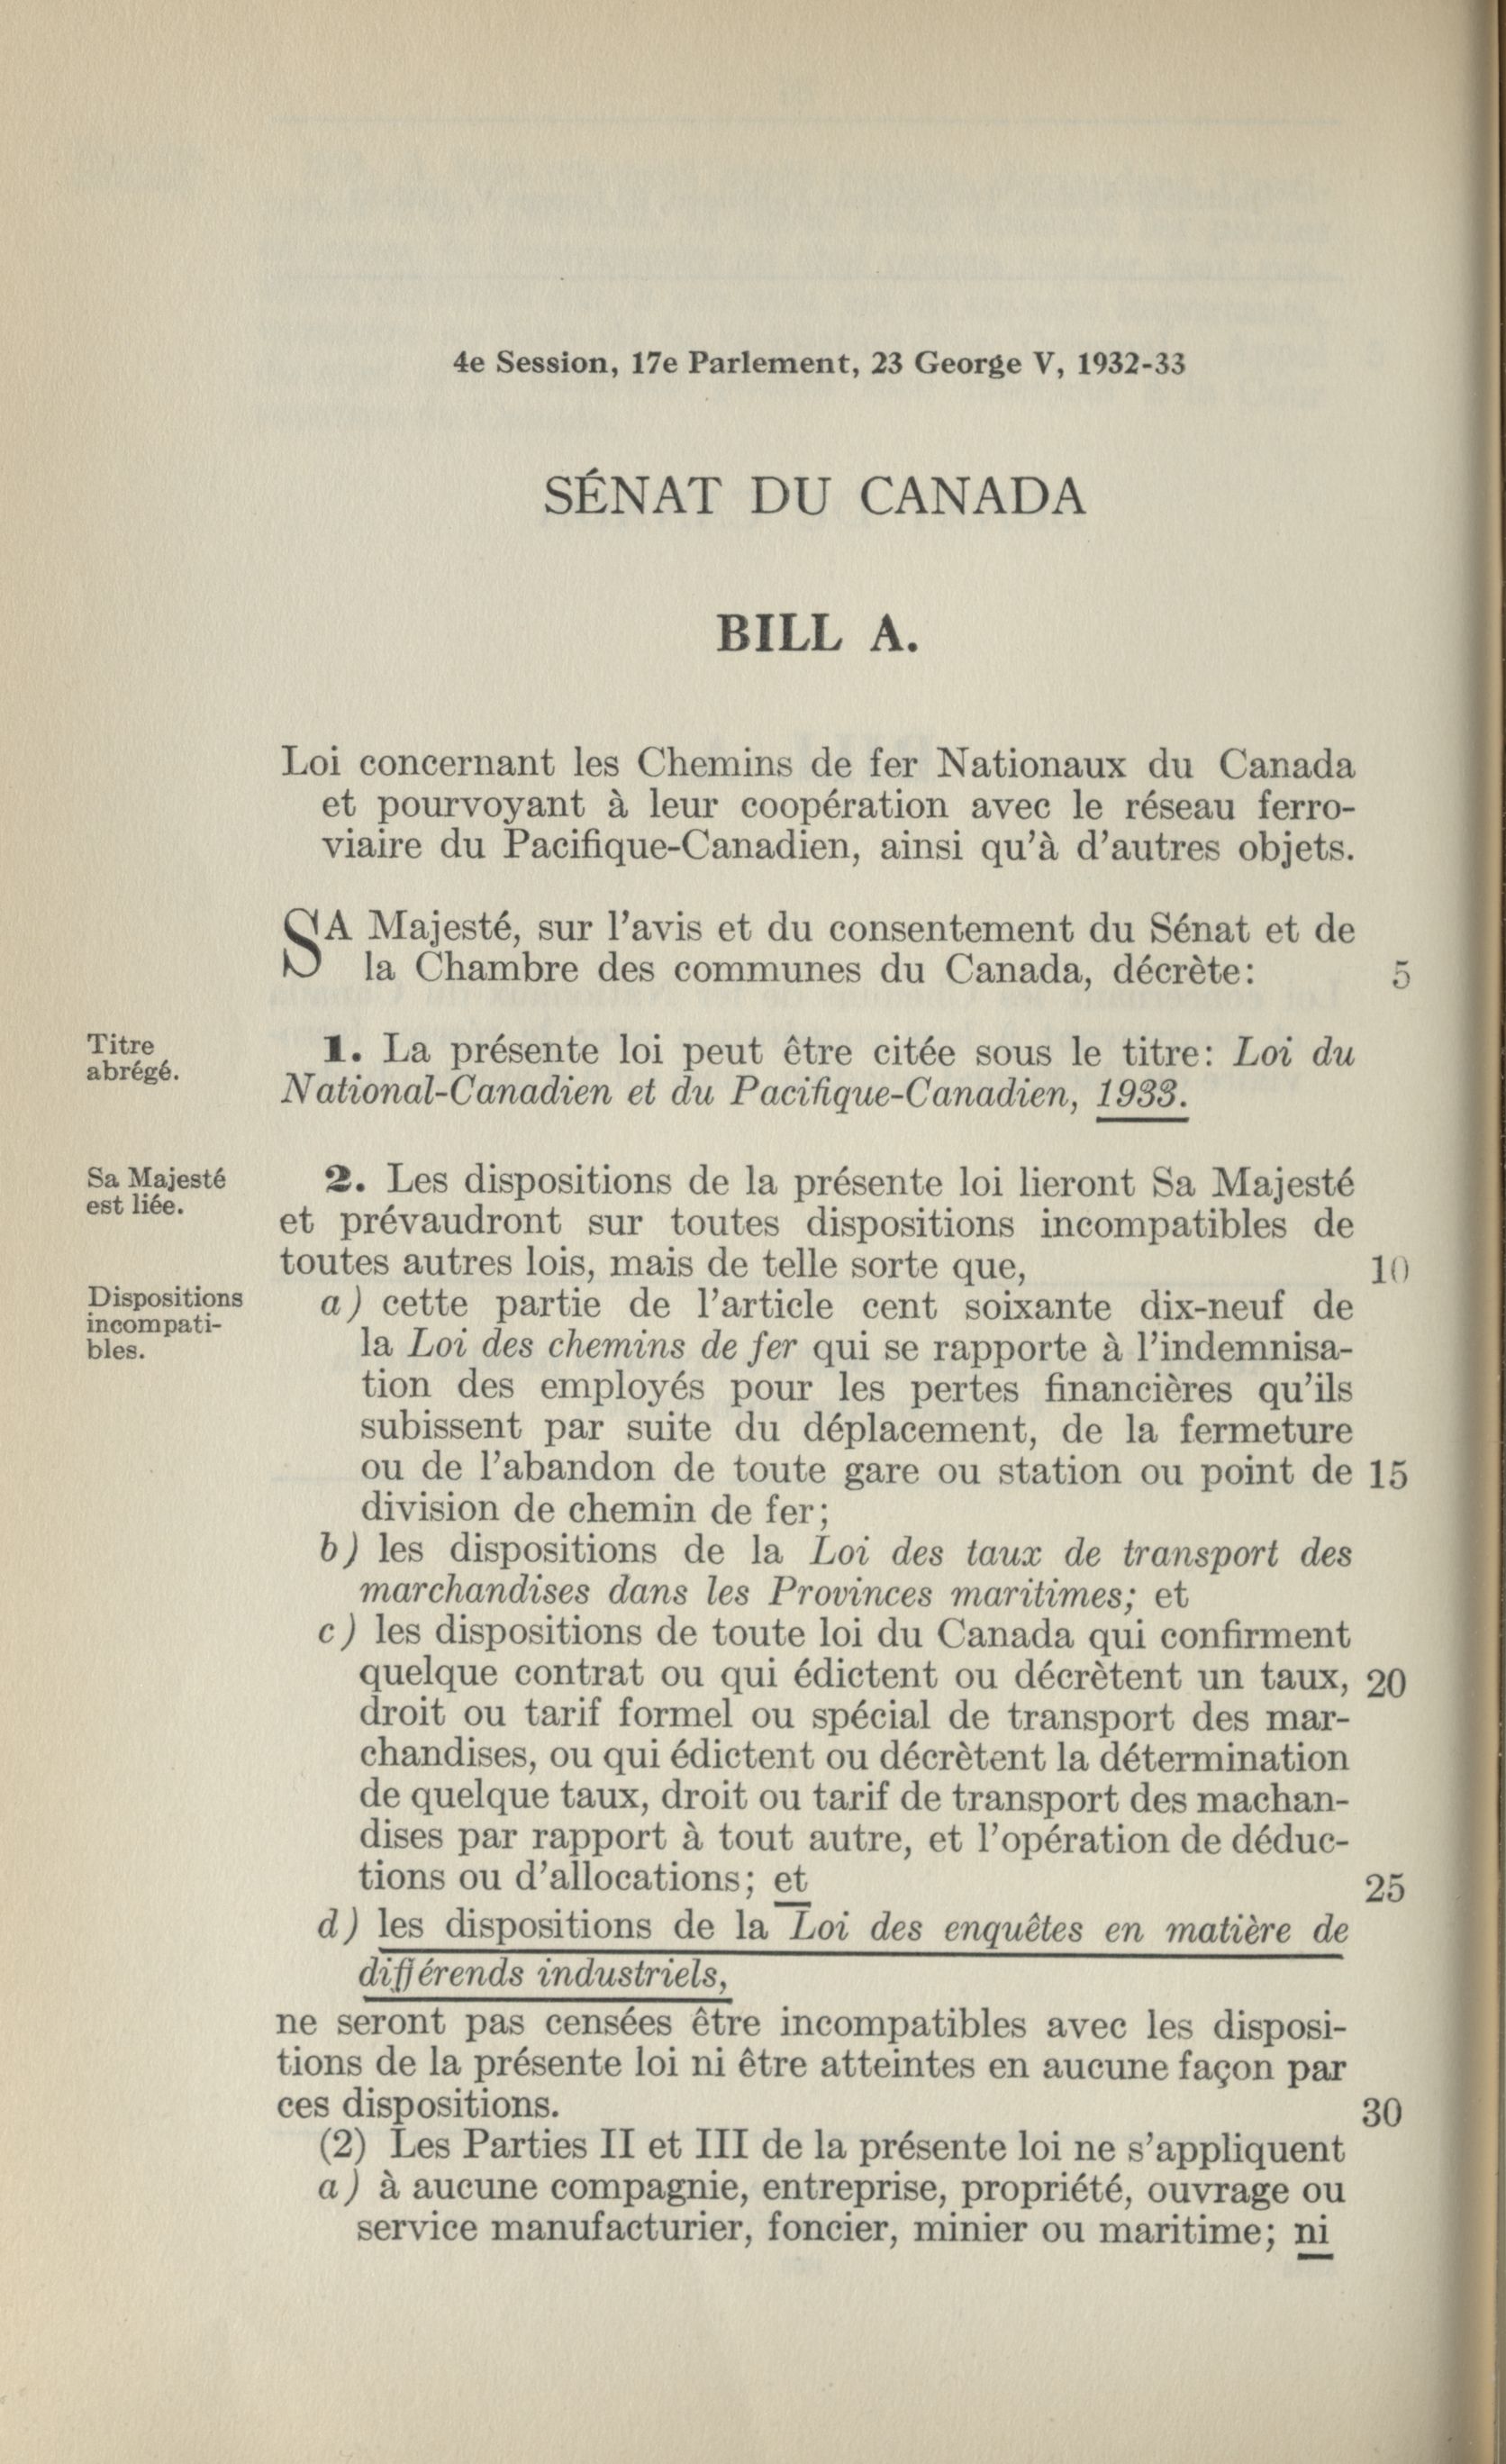 4e Session, 17e Parlement, 23 George V, 1932-33
SÉNAT DU CANADA
BILL A.
Loi concernant les Chemins de fer Nationaux du Canada
et pourvoyant à leur coopération avec le réseau ferro-
viaire du Pacifique-Canadien, ainsi qu'à d'autres objets.
SA Majesté, sur l'avis et du consentement du Sénat et de
la Chambre des communes du Canada, décrète: 5
Titre
abrégé.
1. La présente loi peut être citée sous le titre: Loi du
National-Canadien et du Pacifique-Canadien, 1933.
Sa Majesté
est liée.
2. Les dispositions de la présente loi lieront Sa Majesté
et prévaudront sur toutes dispositions incompatibles de
toutes autres lois, mais de telle sorte que, 10
Dispositions
incompati-
bles.
a) cette partie de l'article cent soixante dix-neuf de
la Loi des chemins de fer qui se rapporte à l'indemnisa-
tion des employés pour les pertes financières qu'ils
subissent par suite du déplacement, de la fermeture
ou de l'abandon de toute gare ou station ou point de 15
division de chemin de fer;
b) les dispositions de la Loi des taux de transport des
marchandises dans les Provinces maritimes; et
c) les dispositions de toute loi du Canada qui confirment
quelque contrat ou qui édictent ou décrètent un taux, 20
droit ou tarif formel ou spécial de transport des mar-
chandises, ou qui édictent ou décrètent la détermination
de quelque taux, droit ou tarif de transport des machan-
dises par rapport à tout autre, et l'opération de déduc-
tions ou d'allocations; et 25
d) les dispositions de la Loi des enquêtes en matière de
différends industriels,
ne seront pas censées être incompatibles avec les disposi-
tions de la présente loi ni être atteintes en aucune façon par
ces dispositions. 30
(2) Les Parties II et III de la présente loi ne s'appliquent
a) à aucune compagnie, entreprise, propriété, ouvrage ou
service manufacturier, foncier, minier ou maritime; ni